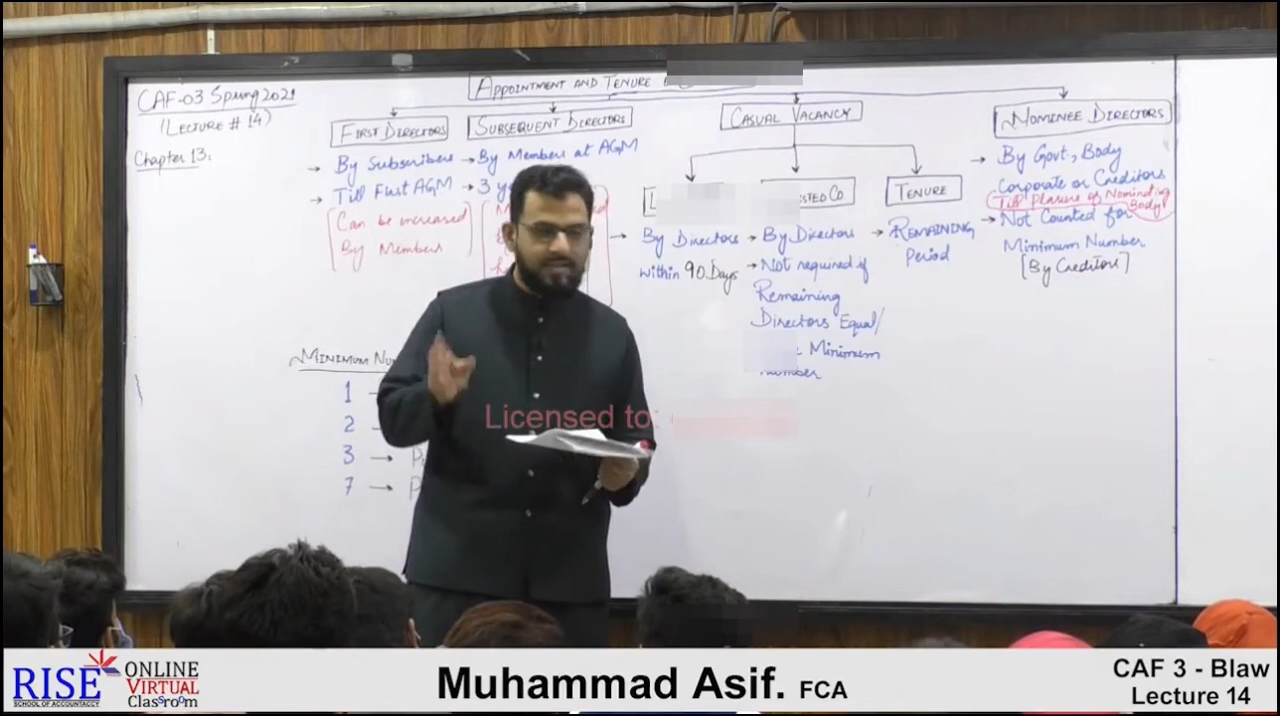 CAF-03 Spring 2021
(LECTURE # 14)
Chapter 13.
APPOINTMENT AND TENURE
FIRST DIRECTORS
→ By Subscribers
→ Till First AGM
[Can be increased
By Members]
SUBSEQUENT DIRECTORS
→ By Members at AGM
→ 3
CASUAL VACANCY
→ By Directors
within 90 Days
Co
→ By Directors
→ Not required if
Remaining
Directors Equal/
Minimum
Number
TENURE
→ REMAINING
Period
NOMINEE DIRECTORS
→ By Govt., Body
Corporate or Creditors
Till Plasure of Nominating
Body
→ Not Counted for
Minimum Number
[By Creditors]
MINIMUM
1
2
3 →
7 →
Licensed to:
RISE
SCHOOL OF ACCOUNTANCY
ONLINE
VIRTUAL
Classroom
Muhammad Asif. FCA
CAF 3 - Blaw
Lecture 14